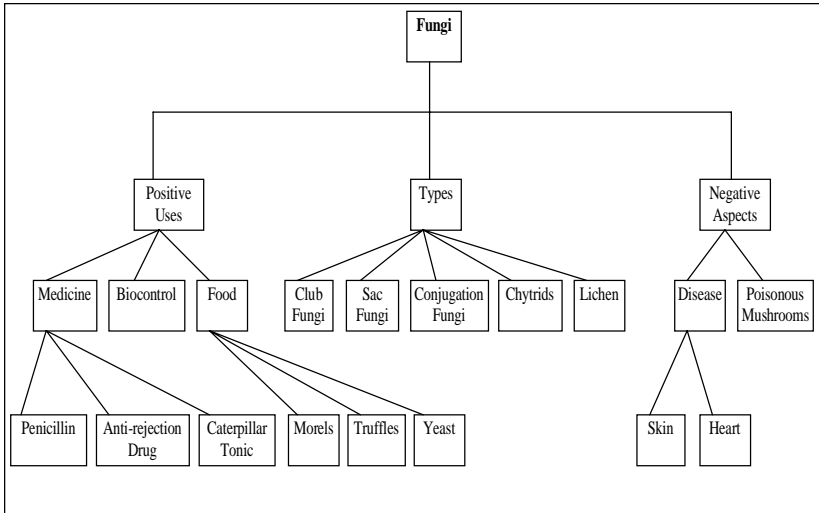 Fungi
Positive
Uses
Types
Negative
Aspects
Medicine
Biocontrol
Food
Club
Fungi
Sac
Fungi
Conjugation
Fungi
Chytrids
Lichen
Disease
Poisonous
Mushrooms
Penicillin
Anti-rejection
Drug
Caterpillar
Tonic
Morels
Truffles
Yeast
Skin
Heart